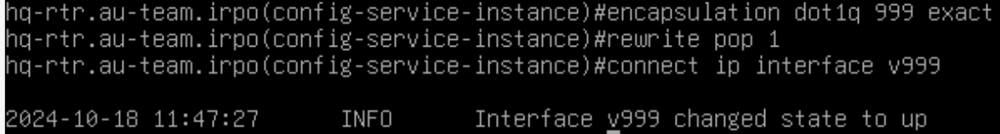 hq-rtr.au-team.irpo(config-service-instance)#encapsulation dot1q 999 exact
hq-rtr.au-team.irpo(config-service-instance)#rewrite pop 1
hq-rtr.au-team.irpo(config-service-instance)#connect ip interface v999
2024-10-18 11:47:27 INFO Interface v999 changed state to up